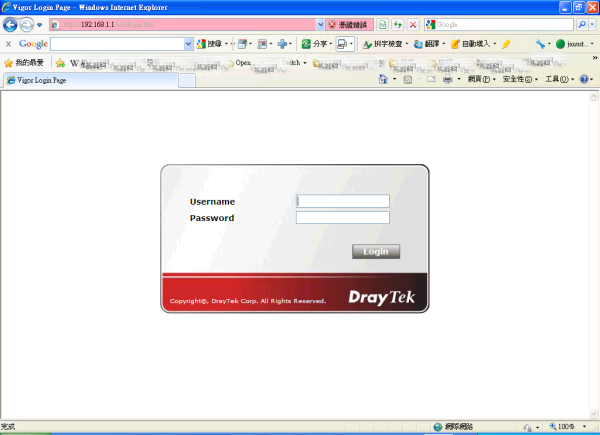 Vigor Login Page - Windows Internet Explorer
http://192.168.1.1/weblogin.htm 憑證錯誤 Google
x Google 搜尋 分享 拼字檢查 翻譯 自動填入
我的最愛 W Open
Vigor Login Page 網頁(P) 安全性(S) 工具(O)
Username
Password
Login
Copyright©, DrayTek Corp. All Rights Reserved. DrayTek
完成 網際網路 100%